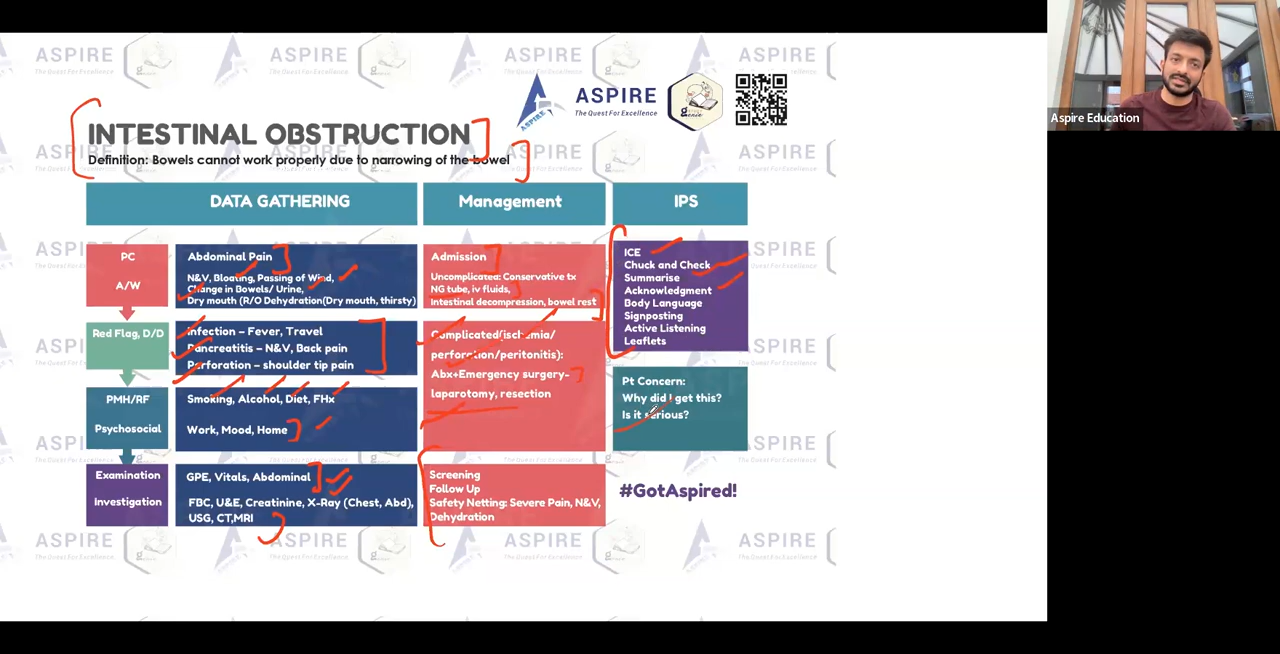 ASPIRE
The Quest For Excellence
ASPIRE
genie
INTESTINAL OBSTRUCTION
Definition: Bowels cannot work properly due to narrowing of the bowel
DATA GATHERING
Management
IPS
PC
A/W
Abdominal Pain
N&V, Bloating, Passing of Wind,
Change in Bowels/ Urine,
Dry mouth (R/O Dehydration(Dry mouth, thirsty)
Admission
Uncomplicated: Conservative tx
NG tube, iv fluids,
Intestinal decompression, bowel rest
ICE
Chuck and Check
Summarise
Acknowledgment
Body Language
Signposting
Active Listening
Leaflets
Red Flag, D/D
Infection – Fever, Travel
Pancreatitis – N&V, Back pain
Perforation – shoulder tip pain
Complicated(ischemia/
perforation/peritonitis):
Abx+Emergency surgery-
laparotomy, resection
PMH/RF
Psychosocial
Smoking, Alcohol, Diet, FHx
Work, Mood, Home
Pt Concern:
Why did I get this?
Is it serious?
Examination
Investigation
GPE, Vitals, Abdominal
FBC, U&E, Creatinine, X-Ray (Chest, Abd),
USG, CT,MRI
Screening
Follow Up
Safety Netting: Severe Pain, N&V,
Dehydration
#GotAspired!
Aspire Education